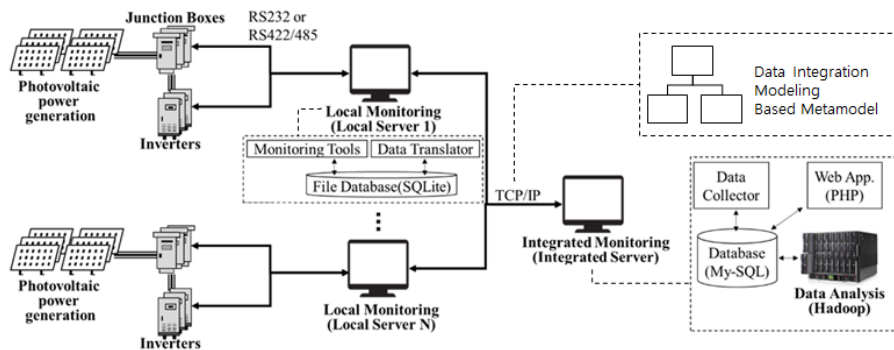 Junction Boxes
RS232 or
RS422/485
Photovoltaic
power
generation
Inverters
Local Monitoring
(Local Server 1)
Monitoring Tools
Data Translator
File Database(SQLite)
TCP/IP
Data Integration
Modeling
Based Metamodel
Integrated Monitoring
(Integrated Server)
Data
Collector
Web App.
(PHP)
Database
(My-SQL)
Data Analysis
(Hadoop)
Photovoltaic
power
generation
Inverters
Local Monitoring
(Local Server N)